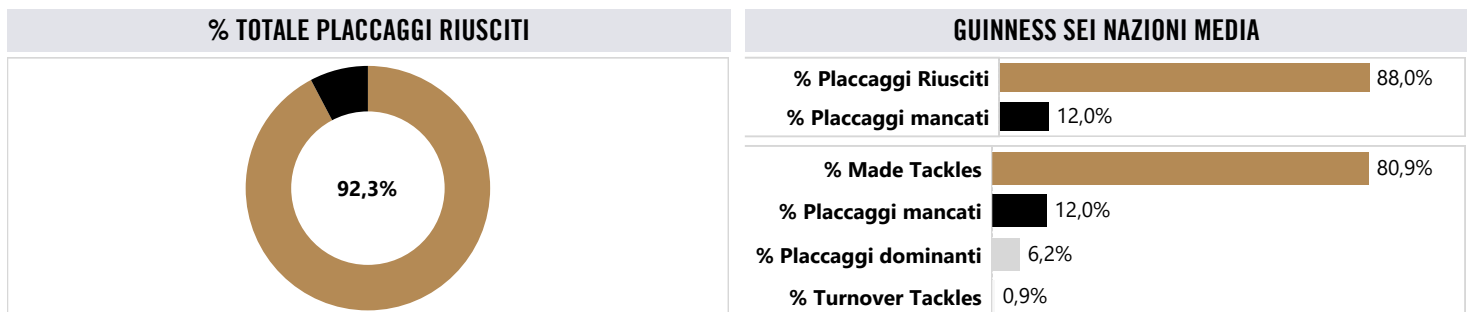 % TOTALE PLACCAGGI RIUSCITI
92,3%
GUINNESS SEI NAZIONI MEDIA
% Placcaggi Riusciti 88,0%
% Placcaggi mancati 12,0%
% Made Tackles 80,9%
% Placcaggi mancati 12,0%
% Placcaggi dominanti 6,2%
% Turnover Tackles 0,9%